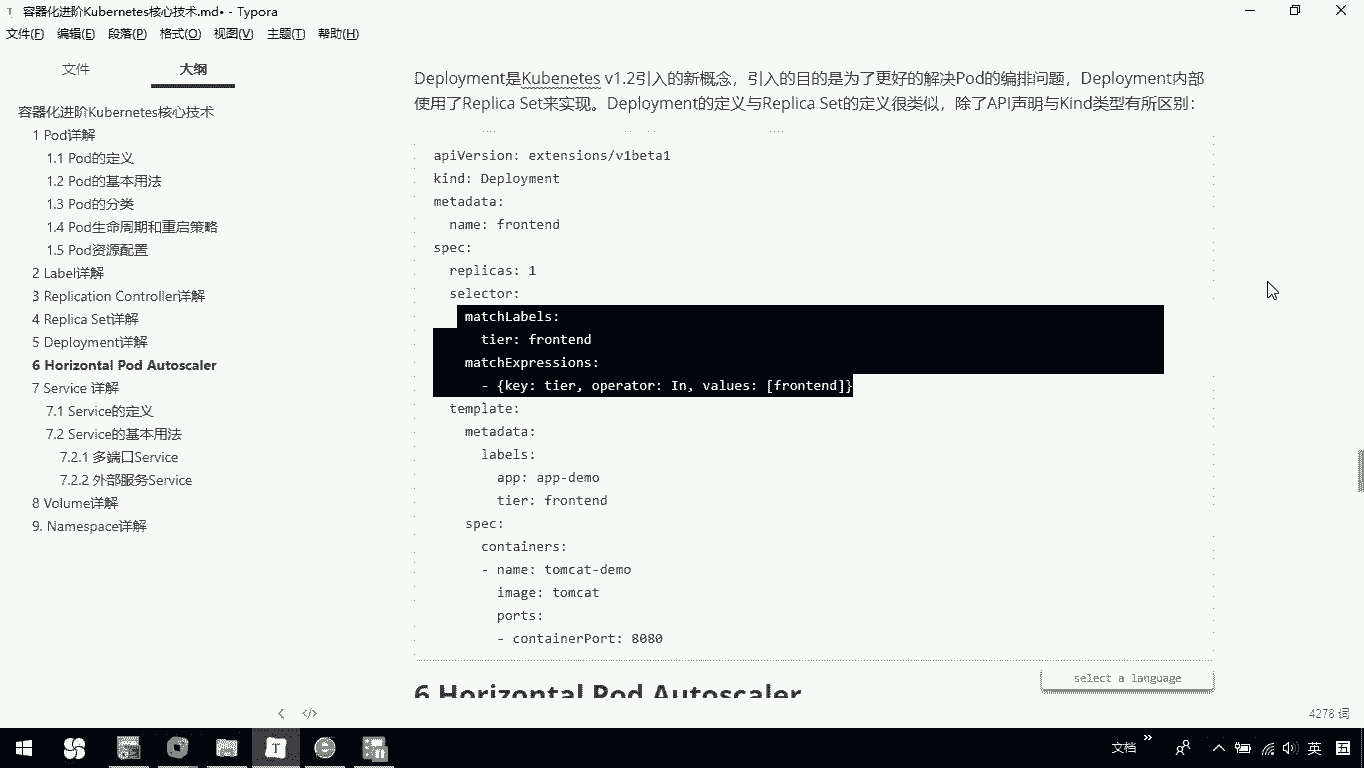 容器化进阶Kubernetes核心技术.md• - Typora
文件(F) 编辑(E) 段落(P) 格式(O) 视图(V) 主题(T) 帮助(H)
文件 大纲
容器化进阶Kubernetes核心技术
1 Pod详解
1.1 Pod的定义
1.2 Pod的基本用法
1.3 Pod的分类
1.4 Pod生命周期和重启策略
1.5 Pod资源配置
2 Label详解
3 Replication Controller详解
4 Replica Set详解
5 Deployment详解
6 Horizontal Pod Autoscaler
7 Service 详解
7.1 Service的定义
7.2 Service的基本用法
7.2.1 多端口Service
7.2.2 外部服务Service
8 Volume详解
9. Namespace详解
Deployment是Kubenetes v1.2引入的新概念，引入的目的是为了更好的解决Pod的编排问题，Deployment内部
使用了Replica Set来实现。Deployment的定义与Replica Set的定义很类似，除了API声明与Kind类型有所区别：
apiVersion: extensions/v1beta1
kind: Deployment
metadata:
  name: frontend
spec:
  replicas: 1
  selector:
    matchLabels:
      tier: frontend
    matchExpressions:
      - {key: tier, operator: In, values: [frontend]}
  template:
    metadata:
      labels:
        app: app-demo
        tier: frontend
    spec:
      containers:
      - name: tomcat-demo
        image: tomcat
        ports:
        - containerPort: 8080
select a language
6 Horizontal Pod Autoscaler
4278 词
文档 英 五